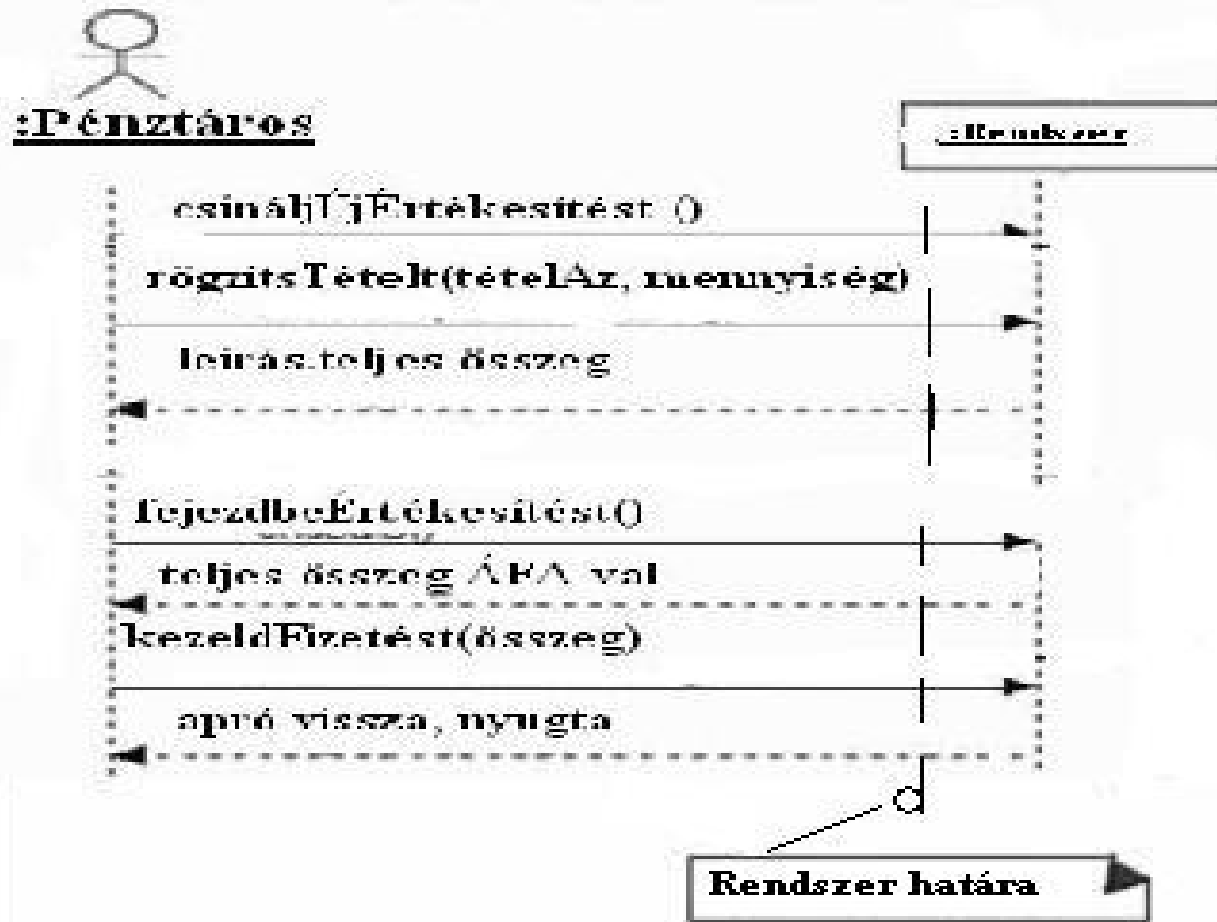 :Pénztáros
:Rendszer
csináljÚjÉrtékesítést ()
rögzítsTételt(tételAz, mennyiség)
leírás.teljes összeg
fejezdbeÉrtékesítést()
teljes összeg ÁFA val
kezeldFizetést(összeg)
apró vissza, nyugta
Rendszer határa